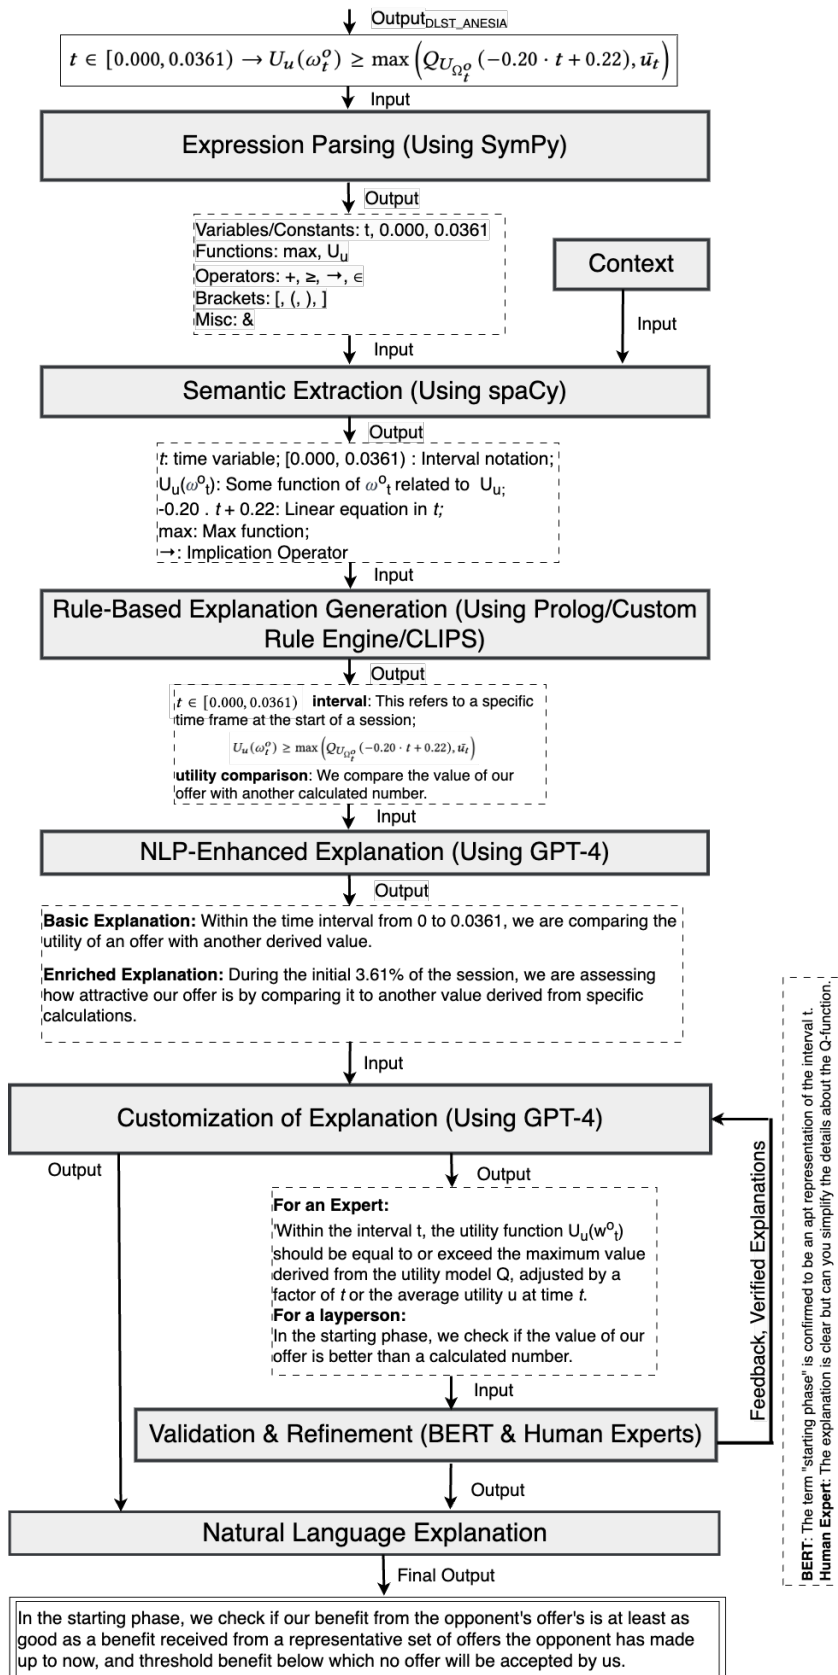 Output_DLST_ANESIA
t ∈ [0.000, 0.0361) → U_u(ω_t^o) ≥ max(Q_{U_{Ω_t^o}}(−0.20 · t + 0.22), ū_t)
Input
Expression Parsing (Using SymPy)
Output
Variables/Constants: t, 0.000, 0.0361
Functions: max, U_u
Operators: +, ≥, →, ∈
Brackets: [, (, ), ]
Misc: &
Context
Input
Input
Semantic Extraction (Using spaCy)
Output
t: time variable; [0.000, 0.0361) : Interval notation;
U_u(ω^o_t): Some function of ω^o_t related to U_u;
-0.20 . t + 0.22: Linear equation in t;
max: Max function;
→: Implication Operator
Input
Rule-Based Explanation Generation (Using Prolog/Custom
Rule Engine/CLIPS)
Output
t ∈ [0.000, 0.0361) interval: This refers to a specific
time frame at the start of a session;
U_u(ω_t^o) ≥ max(Q_{U_{Ω_t^o}}(−0.20 · t + 0.22), ū_t)
utility comparison: We compare the value of our
offer with another calculated number.
Input
NLP-Enhanced Explanation (Using GPT-4)
Output
Basic Explanation: Within the time interval from 0 to 0.0361, we are comparing the
utility of an offer with another derived value.
Enriched Explanation: During the initial 3.61% of the session, we are assessing
how attractive our offer is by comparing it to another value derived from specific
calculations.
Input
Customization of Explanation (Using GPT-4)
Output
Output
For an Expert:
'Within the interval t, the utility function U_u(w^o_t)
should be equal to or exceed the maximum value
derived from the utility model Q, adjusted by a
factor of t or the average utility u at time t.
For a layperson:
In the starting phase, we check if the value of our
offer is better than a calculated number.
Input
Validation & Refinement (BERT & Human Experts)
Feedback, Verified Explanations
BERT: The term "starting phase" is confirmed to be an apt representation of the interval t.
Human Expert: The explanation is clear but can you simplify the details about the Q-function.
Output
Natural Language Explanation
Final Output
In the starting phase, we check if our benefit from the opponent's offer's is at least as
good as a benefit received from a representative set of offers the opponent has made
up to now, and threshold benefit below which no offer will be accepted by us.